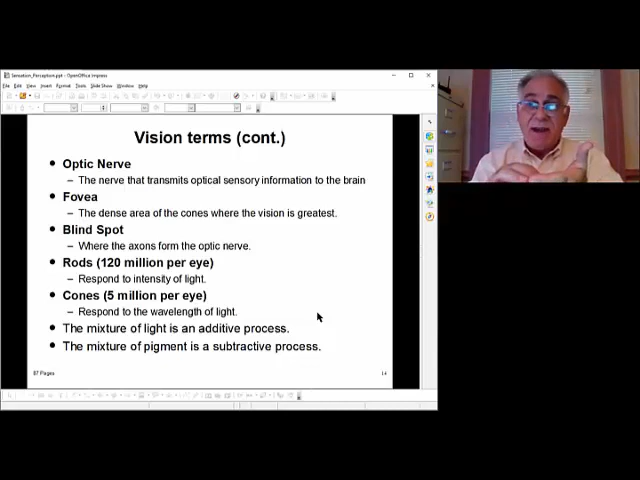 Sensation_Perception.ppt - OpenOffice Impress
File Edit View Insert Format Tools Slide Show Window Help
Vision terms (cont.)
• Optic Nerve
– The nerve that transmits optical sensory information to the brain
• Fovea
– The dense area of the cones where the vision is greatest.
• Blind Spot
– Where the axons form the optic nerve.
• Rods (120 million per eye)
– Respond to intensity of light.
• Cones (5 million per eye)
– Respond to the wavelength of light.
• The mixture of light is an additive process.
• The mixture of pigment is a subtractive process.
87 Pages
14